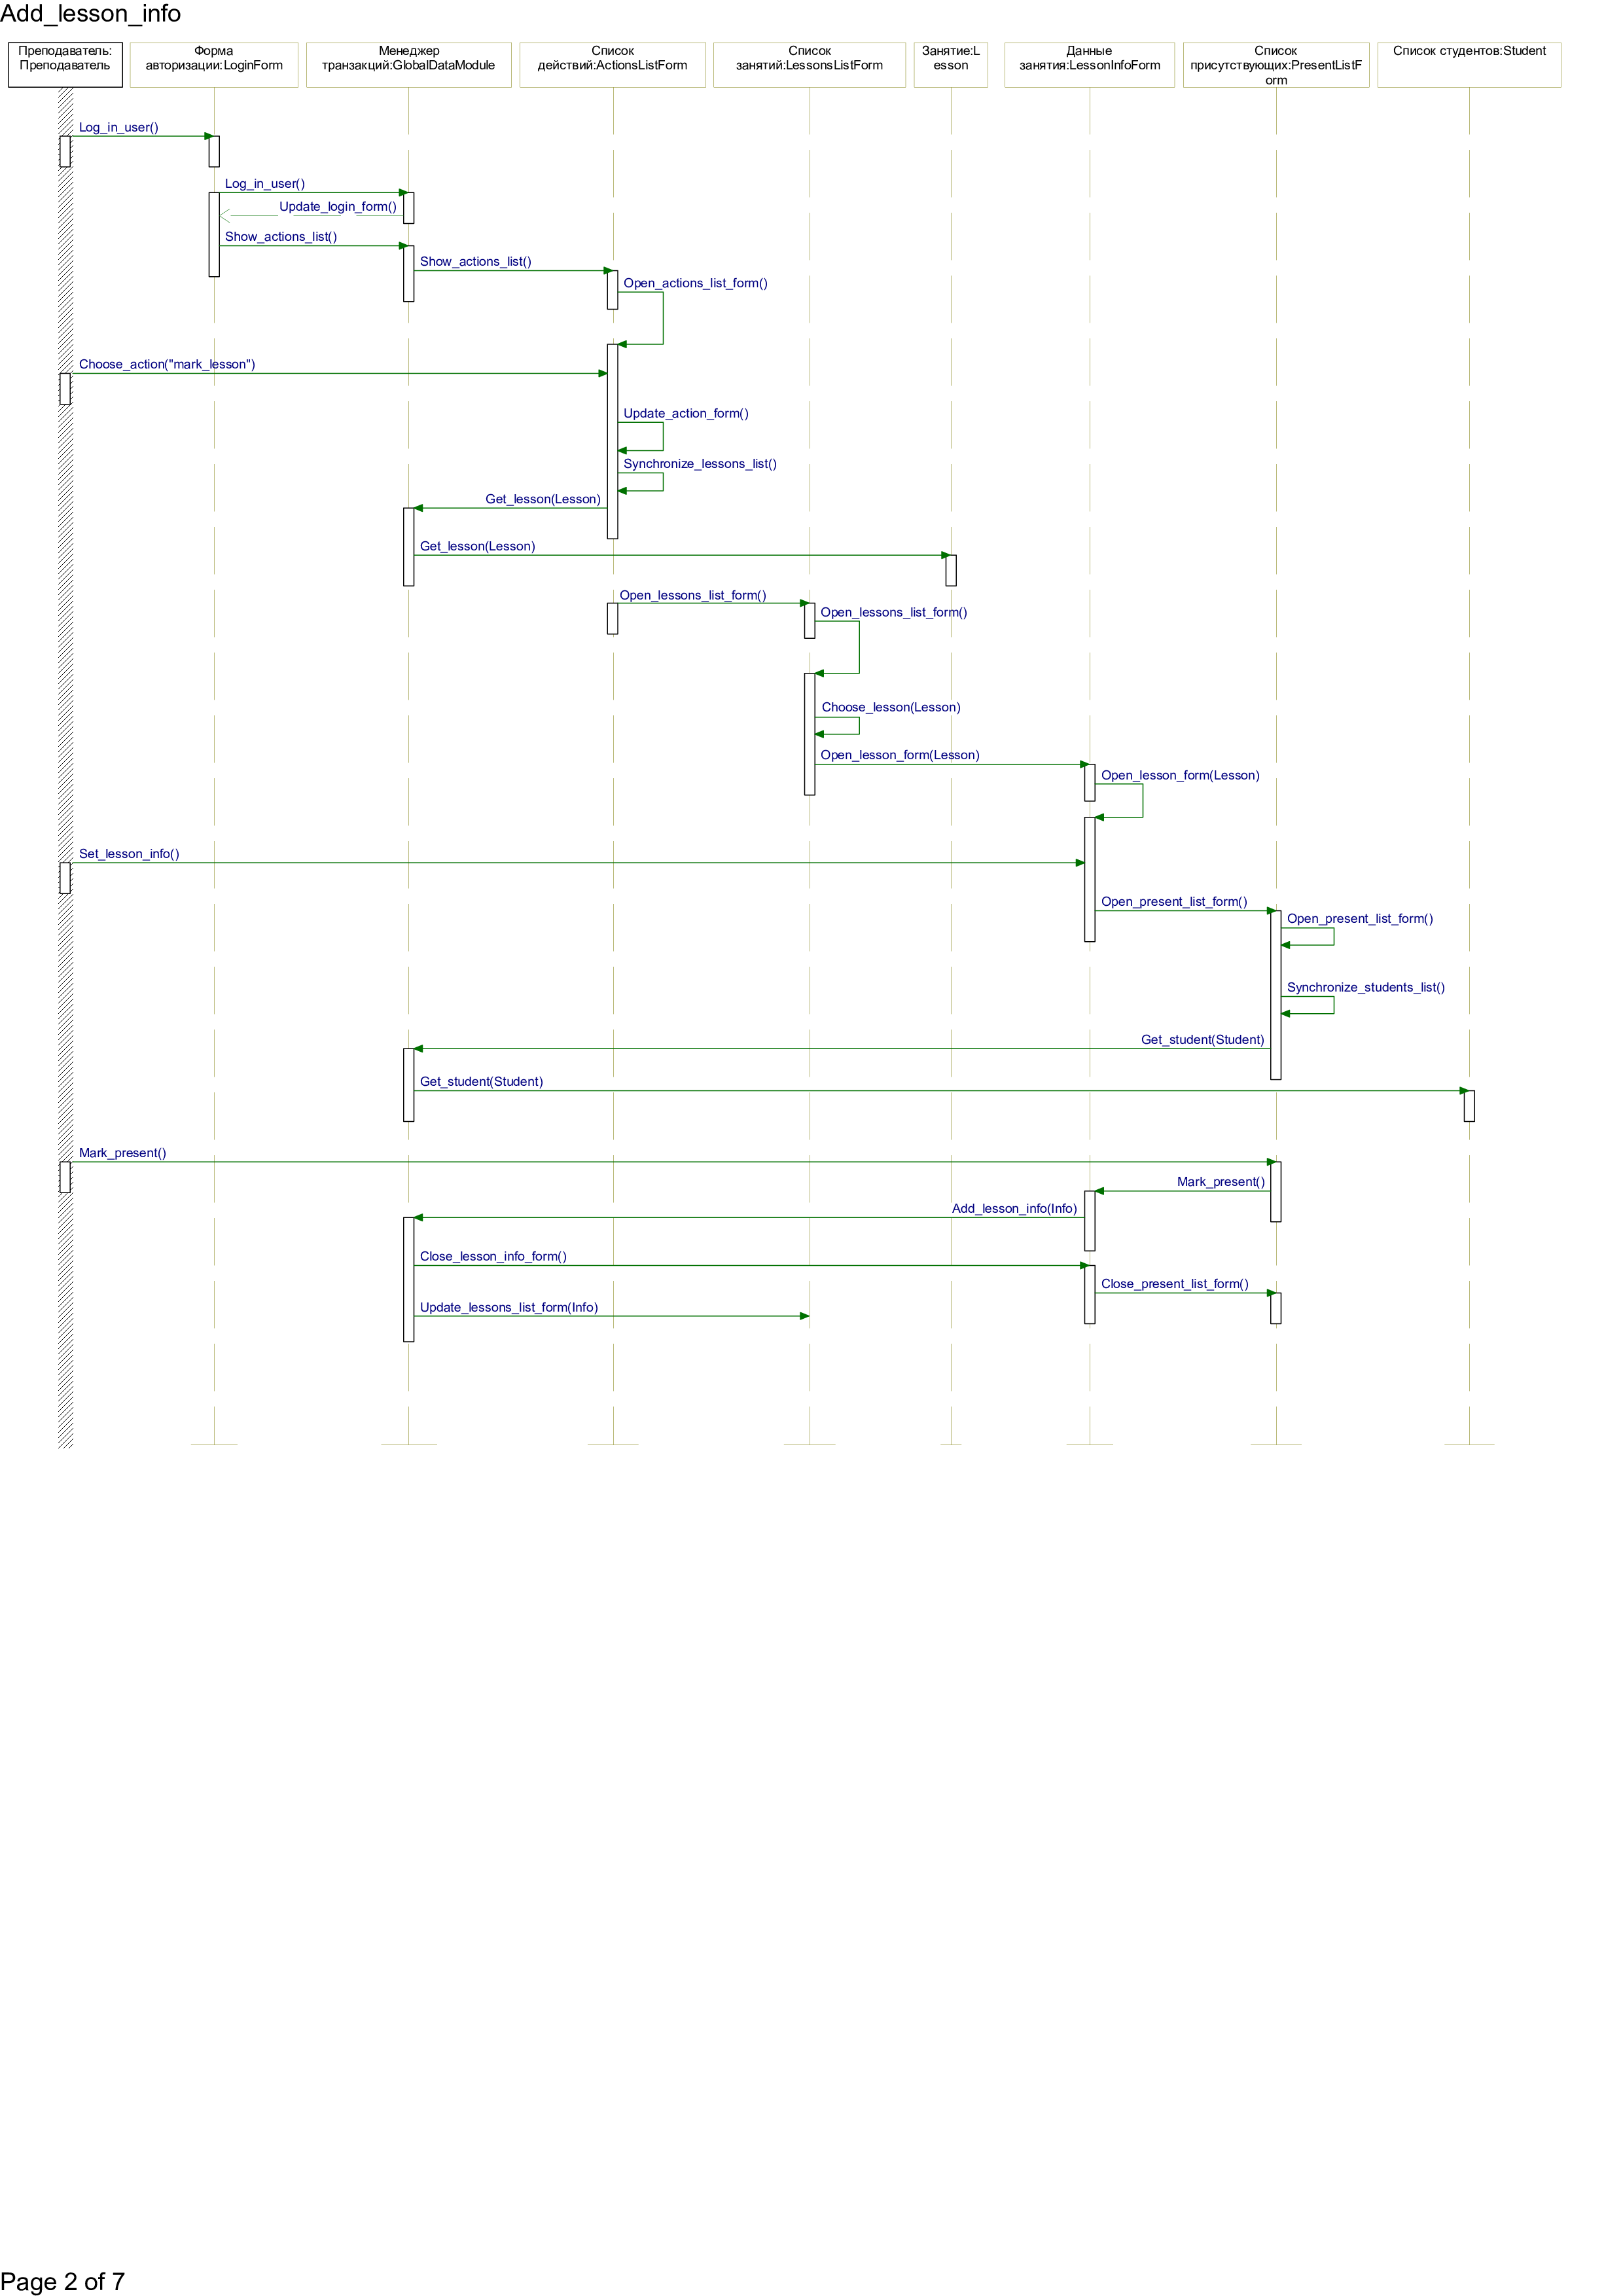 Add_lesson_info
Преподаватель:
Преподаватель
Форма
авторизации:LoginForm
Менеджер
транзакций:GlobalDataModule
Список
действий:ActionsListForm
Список
занятий:LessonsListForm
Занятие:L
esson
Данные
занятия:LessonInfoForm
Список
присутствующих:PresentListF
orm
Список студентов:Student
Log_in_user()
Log_in_user()
Update_login_form()
Show_actions_list()
Show_actions_list()
Open_actions_list_form()
Choose_action("mark_lesson")
Update_action_form()
Synchronize_lessons_list()
Get_lesson(Lesson)
Get_lesson(Lesson)
Open_lessons_list_form()
Open_lessons_list_form()
Choose_lesson(Lesson)
Open_lesson_form(Lesson)
Open_lesson_form(Lesson)
Set_lesson_info()
Open_present_list_form()
Open_present_list_form()
Synchronize_students_list()
Get_student(Student)
Get_student(Student)
Mark_present()
Mark_present()
Add_lesson_info(Info)
Close_lesson_info_form()
Close_present_list_form()
Update_lessons_list_form(Info)
Page 2 of 7